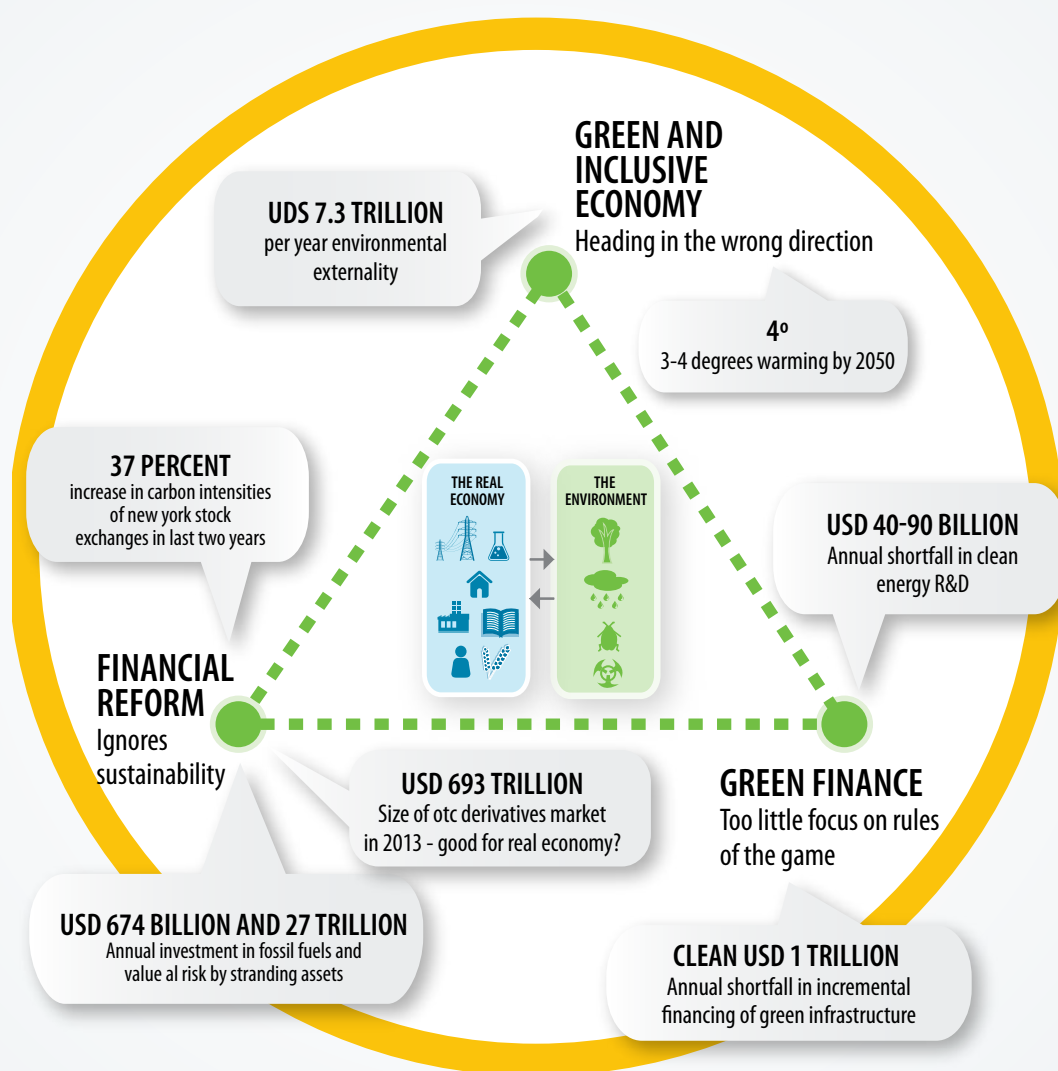 GREEN AND
INCLUSIVE
ECONOMY
Heading in the wrong direction
UDS 7.3 TRILLION
per year environmental
externality
4º
3-4 degrees warming by 2050
37 PERCENT
increase in carbon intensities
of new york stock
exchanges in last two years
THE REAL
ECONOMY
THE
ENVIRONMENT
USD 40-90 BILLION
Annual shortfall in clean
energy R&D
FINANCIAL
REFORM
Ignores
sustainability
USD 693 TRILLION
Size of otc derivatives market
in 2013 - good for real economy?
GREEN FINANCE
Too little focus on rules
of the game
USD 674 BILLION AND 27 TRILLION
Annual investment in fossil fuels and
value al risk by stranding assets
CLEAN USD 1 TRILLION
Annual shortfall in incremental
financing of green infrastructure